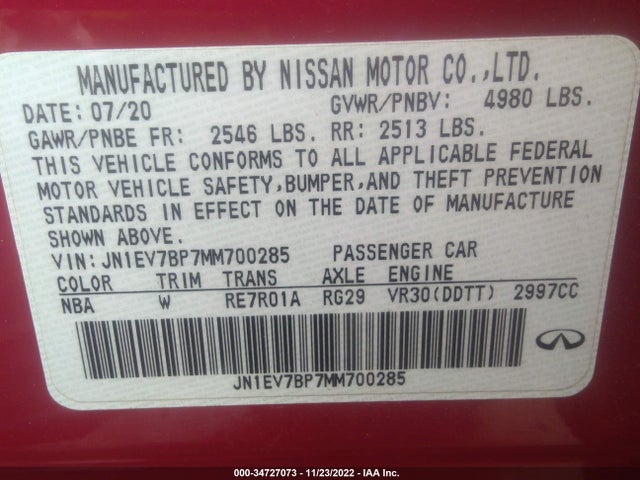 MANUFACTURED BY NISSAN MOTOR CO.,LTD.
DATE: 07/20 GVWR/PNBV: 4980 LBS.
GAWR/PNBE FR: 2546 LBS. RR: 2513 LBS.
THIS VEHICLE CONFORMS TO ALL APPLICABLE FEDERAL
MOTOR VEHICLE SAFETY,BUMPER,AND THEFT PREVENTION
STANDARDS IN EFFECT ON THE DATE OF MANUFACTURE
SHOWN ABOVE.
VIN: JN1EV7BP7MM700285 PASSENGER CAR
COLOR TRIM TRANS AXLE ENGINE
NBA W RE7R01A RG29 VR30(DDTT) 2997CC
JN1EV7BP7MM700285
000-34727073 - 11/23/2022 - IAA Inc.